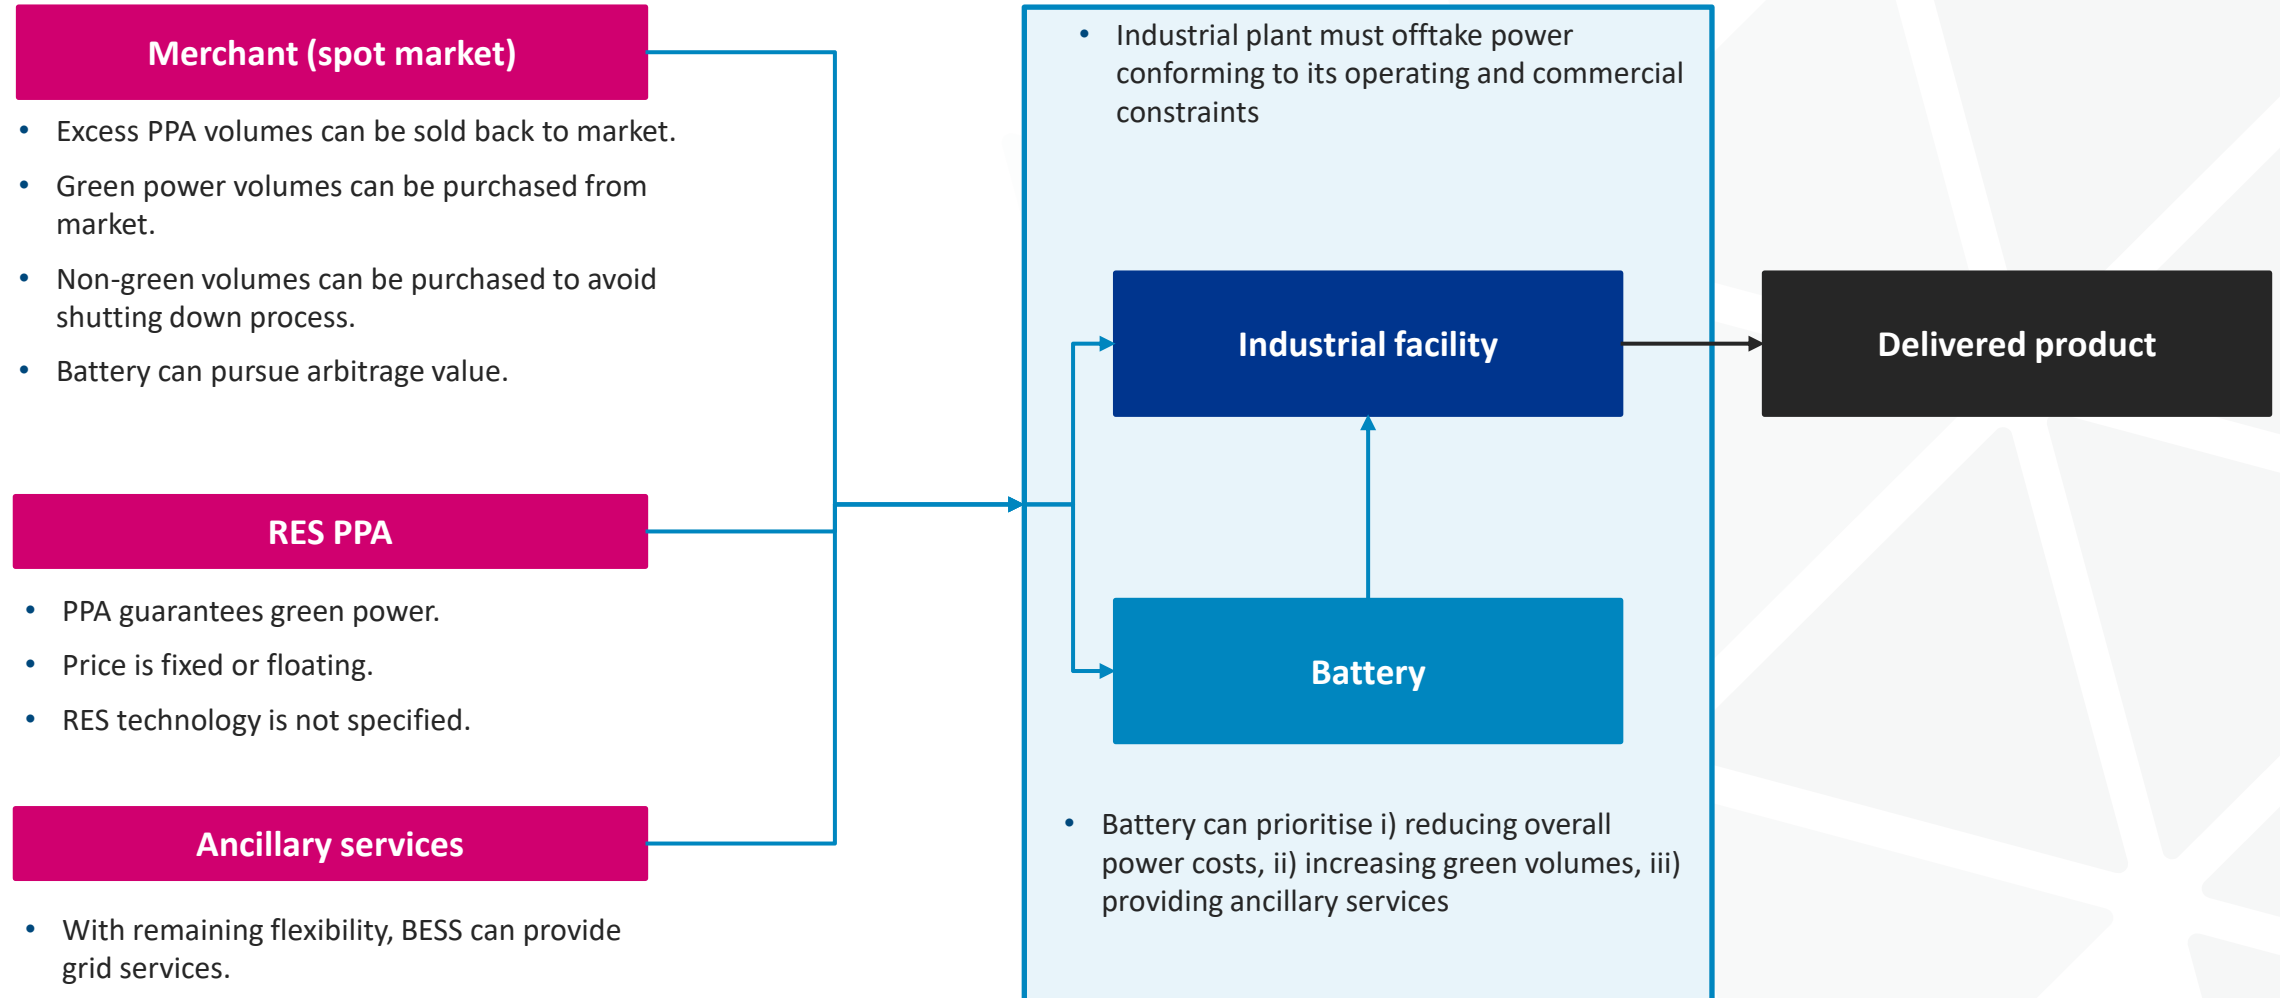 Merchant (spot market)
• Excess PPA volumes can be sold back to market.
• Green power volumes can be purchased from
market.
• Non-green volumes can be purchased to avoid
shutting down process.
• Battery can pursue arbitrage value.
RES PPA
• PPA guarantees green power.
• Price is fixed or floating.
• RES technology is not specified.
Ancillary services
• With remaining flexibility, BESS can provide
grid services.
• Industrial plant must offtake power
conforming to its operating and commercial
constraints
Industrial facility
Battery
• Battery can prioritise i) reducing overall
power costs, ii) increasing green volumes, iii)
providing ancillary services
Delivered product